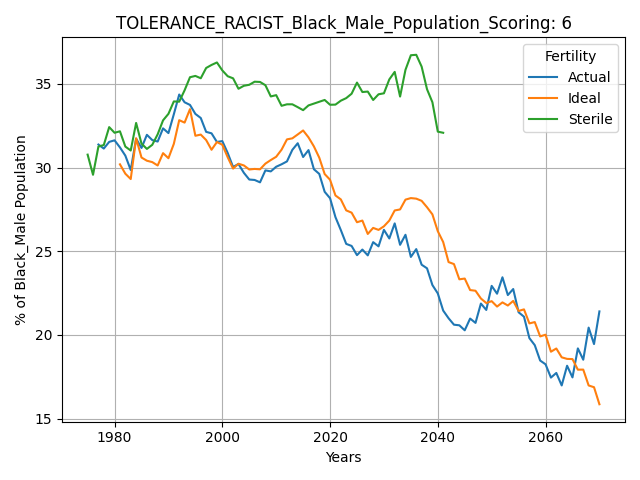 TOLERANCE_RACIST_Black_Male_Population_Scoring: 6
% of Black_Male Population
35
30
25
20
15
1980
2000
2020
2040
2060
Years
Fertility
Actual
Ideal
Sterile